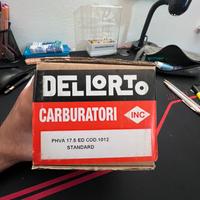 DELLORTO
CARBURATORI
INC
PHVA 17.5 ED COD.1012
STANDARD